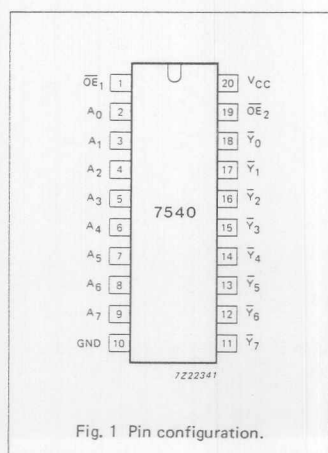 OE1 1 20 VCC
A0 2 19 OE2
A1 3 18 Y0
A2 4 17 Y1
A3 5 16 Y2
A4 6 15 Y3
7540
A5 7 14 Y4
A6 8 13 Y5
A7 9 12 Y6
GND 10 11 Y7
7Z22341
Fig. 1 Pin configuration.